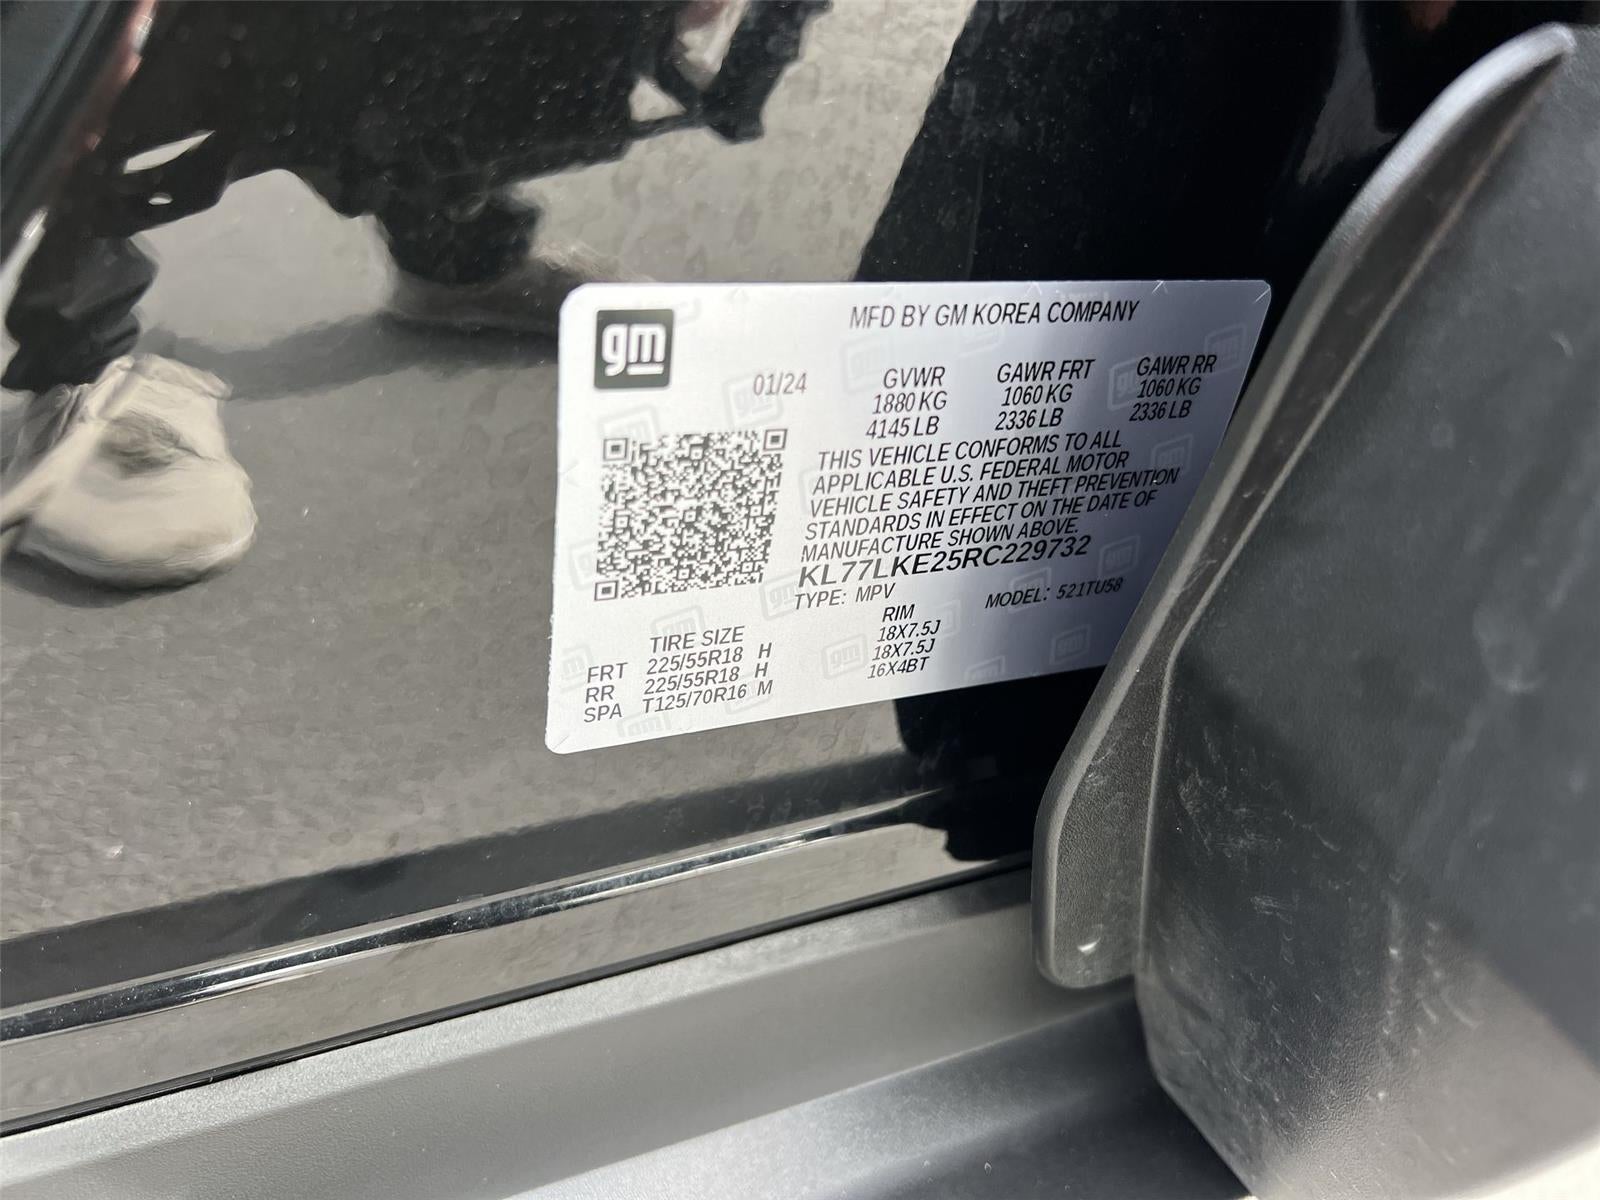 gm
MFD BY GM KOREA COMPANY
01/24
GVWR GAWR FRT GAWR RR
1880 KG 1060 KG 1060 KG
4145 LB 2336 LB 2336 LB
THIS VEHICLE CONFORMS TO ALL
APPLICABLE U.S. FEDERAL MOTOR
VEHICLE SAFETY AND THEFT PREVENTION
STANDARDS IN EFFECT ON THE DATE OF
MANUFACTURE SHOWN ABOVE.
KL77LKE25RC229732
TYPE: MPV MODEL: 521TU58
TIRE SIZE RIM
FRT 225/55R18 H 18X7.5J
RR 225/55R18 H 18X7.5J
SPA T125/70R16 M 16X4BT